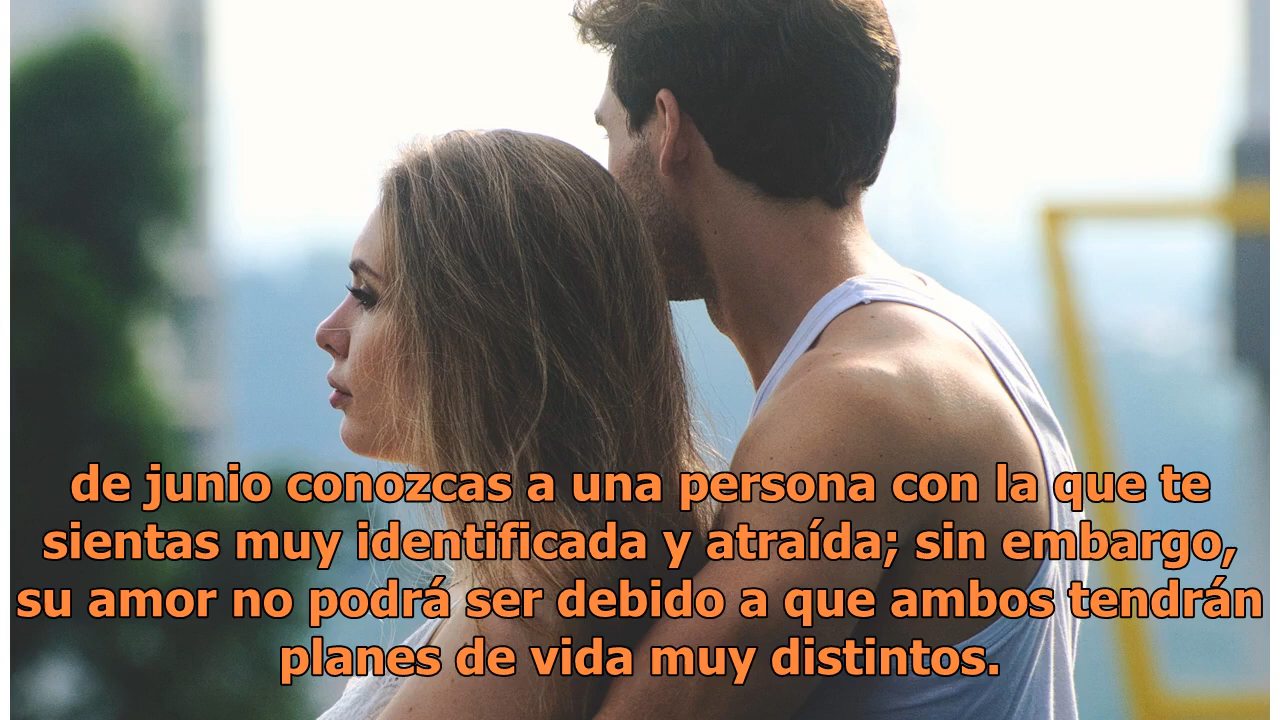 de junio conozcas a una persona con la que te
sientas muy identificada y atraída; sin embargo,
su amor no podrá ser debido a que ambos tendrán
planes de vida muy distintos.